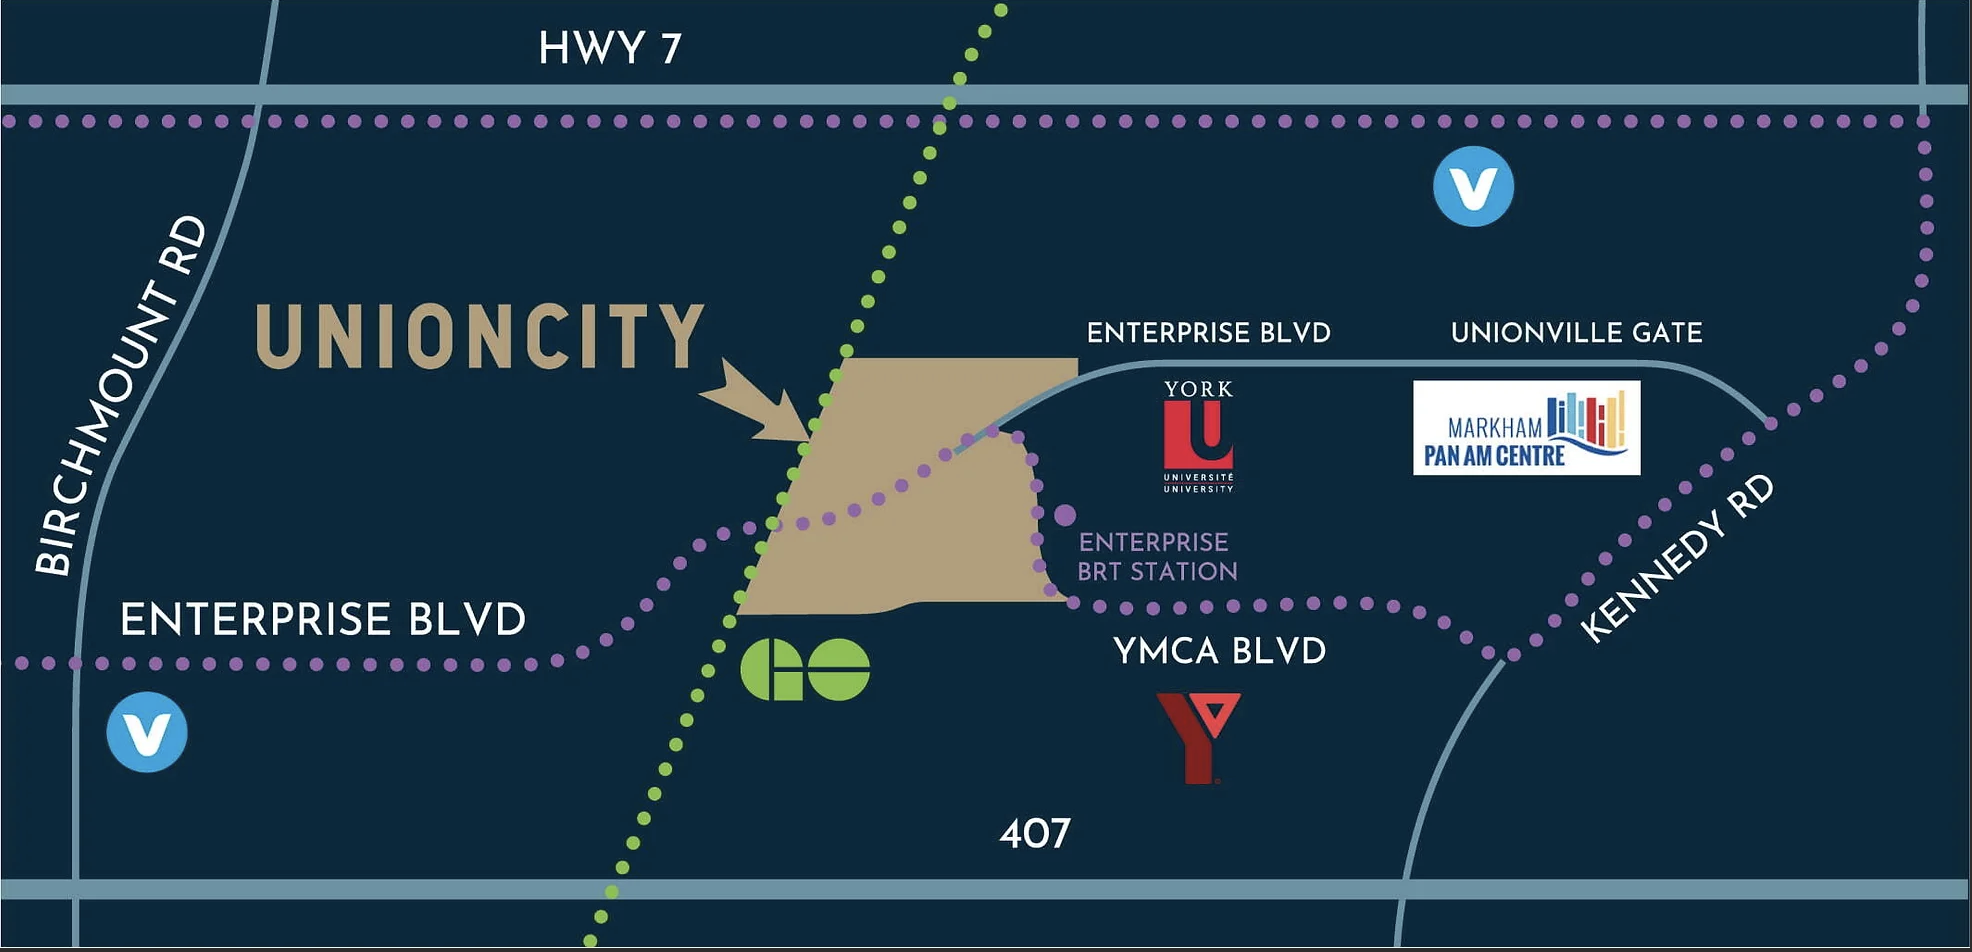 HWY 7
V
BIRCHMOUNT RD
UNIONCITY
ENTERPRISE BLVD
UNIONVILLE GATE
YORK
U
UNIVERSITÉ
UNIVERSITY
MARKHAM
PAN AM CENTRE
KENNEDY RD
ENTERPRISE
BRT STATION
ENTERPRISE BLVD
YMCA BLVD
GO
V
Y
407